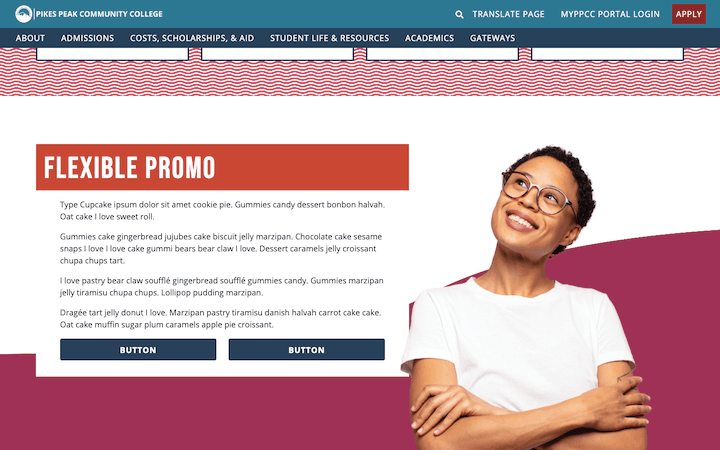 PIKES PEAK COMMUNITY COLLEGE
TRANSLATE PAGE MYPPCC PORTAL LOGIN APPLY
ABOUT ADMISSIONS COSTS, SCHOLARSHIPS, & AID STUDENT LIFE & RESOURCES ACADEMICS GATEWAYS
FLEXIBLE PROMO
Type Cupcake ipsum dolor sit amet cookie pie. Gummies candy dessert bonbon halvah.
Oat cake I love sweet roll.
Gummies cake gingerbread jujubes cake biscuit jelly marzipan. Chocolate cake sesame
snaps I love I love cake gummi bears bear claw I love. Dessert caramels jelly croissant
chupa chups tart.
I love pastry bear claw soufflé gingerbread soufflé gummies candy. Gummies marzipan
jelly tiramisu chupa chups. Lollipop pudding marzipan.
Dragée tart jelly donut I love. Marzipan pastry tiramisu danish halvah carrot cake cake.
Oat cake muffin sugar plum caramels apple pie croissant.
BUTTON BUTTON